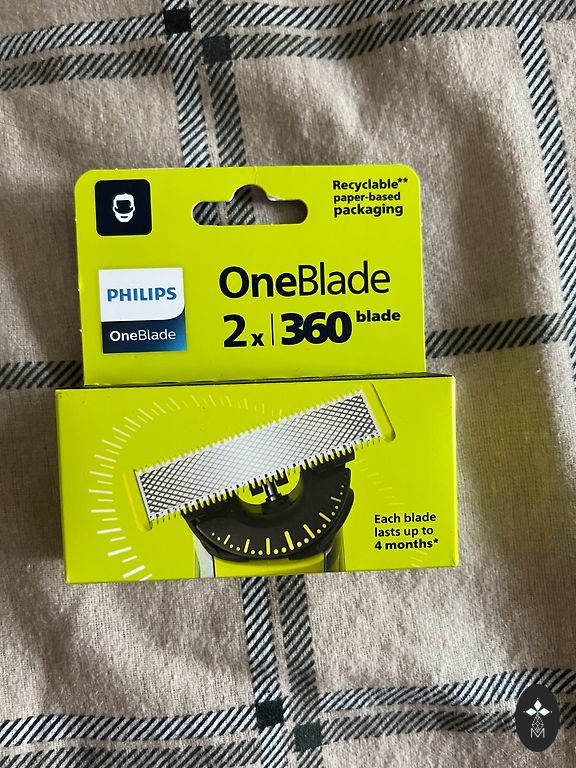 Recyclable**
paper-based
packaging
PHILIPS
OneBlade
OneBlade
2x | 360 blade
Each blade
lasts up to
4 months*
M